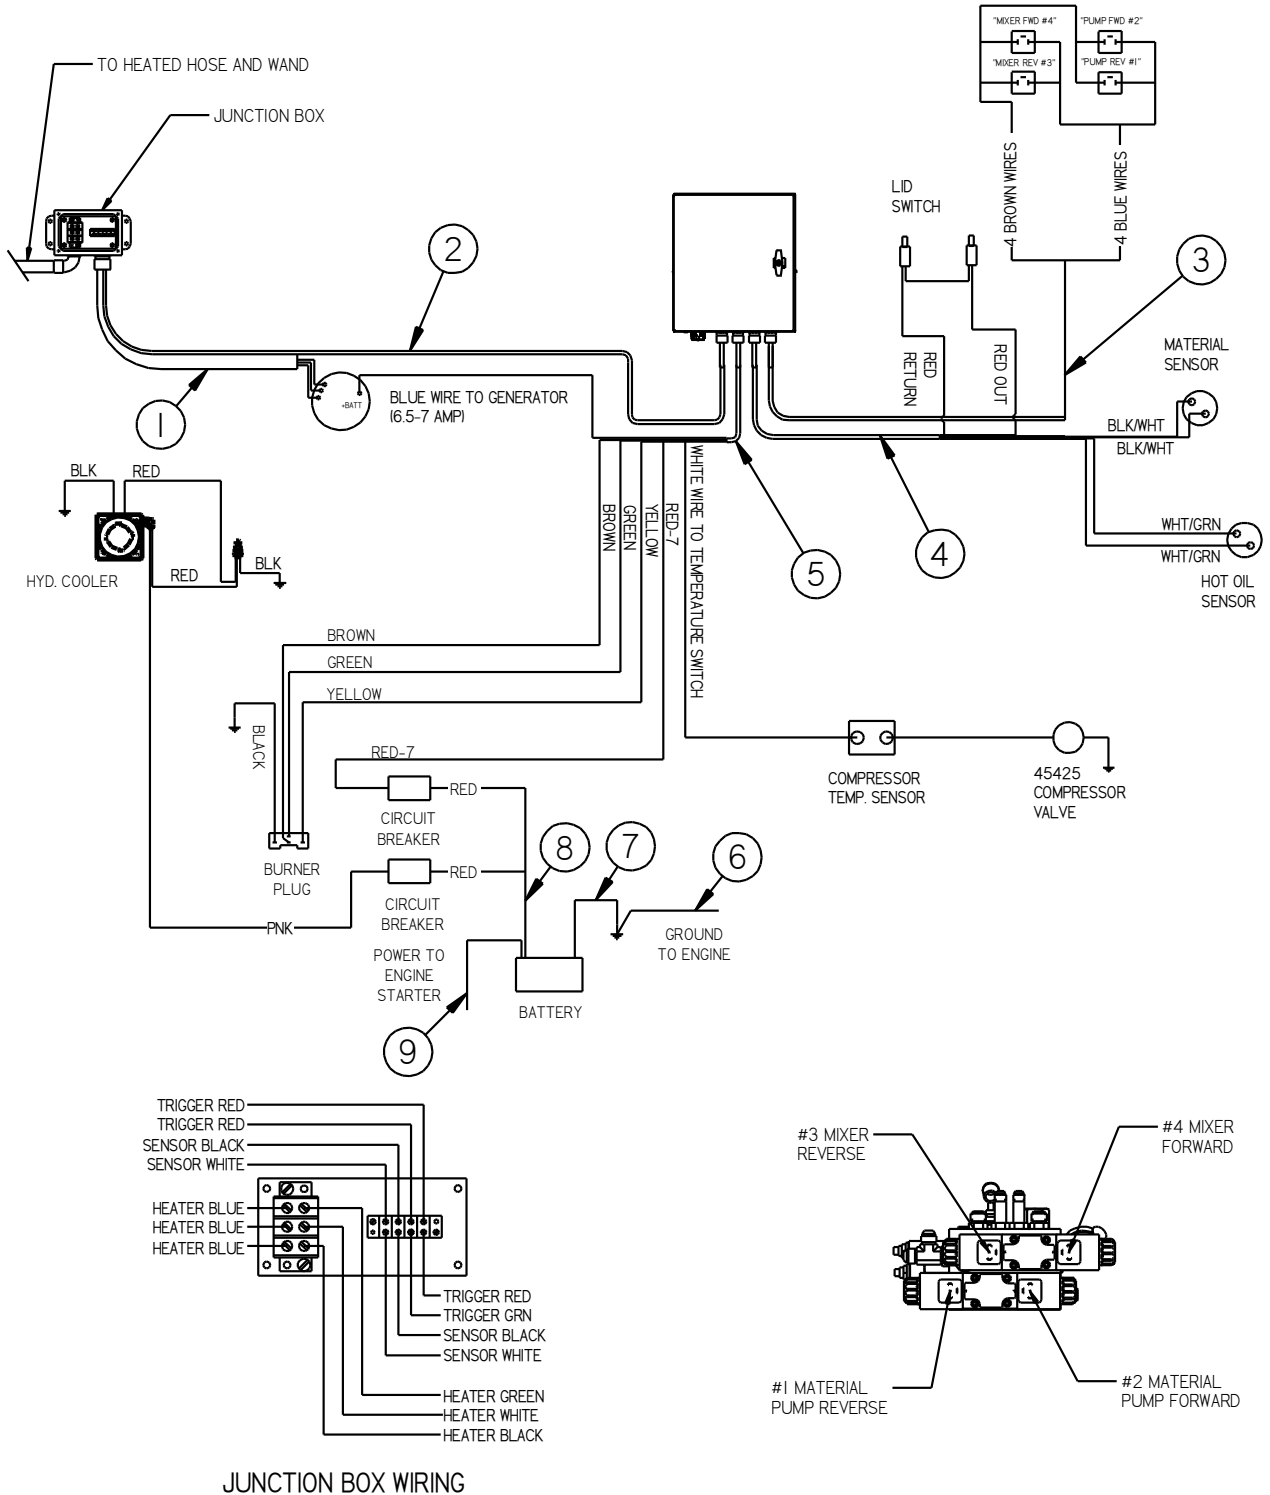 "MIXER FWD #4"
"PUMP FWD #2"
"MIXER REV #3"
"PUMP REV #1"
TO HEATED HOSE AND WAND
JUNCTION BOX
4 BROWN WIRES
4 BLUE WIRES
LID
SWITCH
2
3
RED
RETURN
RED OUT
MATERIAL
SENSOR
1
+BATT
BLUE WIRE TO GENERATOR
(6.5-7 AMP)
BLK/WHT
BLK/WHT
BLK
RED
HYD. COOLER
RED
BLK
BROWN
GREEN
YELLOW
RED-7
WHITE WIRE TO TEMPERATURE SWITCH
5
4
WHT/GRN
WHT/GRN
HOT OIL
SENSOR
BROWN
GREEN
YELLOW
BLACK
RED-7
RED
CIRCUIT
BREAKER
COMPRESSOR
TEMP. SENSOR
45425
COMPRESSOR
VALVE
BURNER
PLUG
RED
CIRCUIT
BREAKER
8
7
6
PNK
GROUND
TO ENGINE
POWER TO
ENGINE
STARTER
BATTERY
9
TRIGGER RED
TRIGGER RED
SENSOR BLACK
SENSOR WHITE
HEATER BLUE
HEATER BLUE
HEATER BLUE
TRIGGER RED
TRIGGER GRN
SENSOR BLACK
SENSOR WHITE
HEATER GREEN
HEATER WHITE
HEATER BLACK
JUNCTION BOX WIRING
#3 MIXER
REVERSE
#4 MIXER
FORWARD
#1 MATERIAL
PUMP REVERSE
#2 MATERIAL
PUMP FORWARD